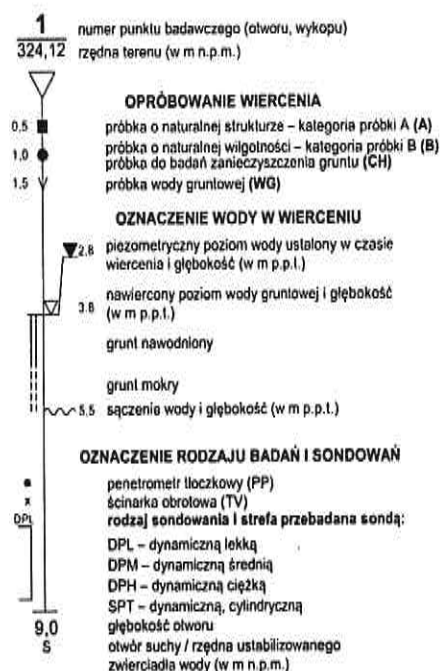 1 numer punktu badawczego (otworu, wykopu)
324,12 rzędna terenu (w m n.p.m.)
OPRÓBOWANIE WIERCENIA
0,5 próbka o naturalnej strukturze – kategoria próbki A (A)
1,0 próbka o naturalnej wilgolności – kategoria próbki B (B)
próbka do badań zanieczyszczenia gruntu (CH)
1,5 próbka wody gruntowej (WG)
OZNACZENIE WODY W WIERCENIU
2,8 piezometryczny poziom wody ustalony w czasie
wiercenia i głębokość (w m p.p.t.)
3.8 nawiercony poziom wody gruntowej i głębokość
(w m p.p.t.)
grunt nawodniony
grunt mokry
5,5 sączenie wody i głębokość (w m p.p.t.)
OZNACZENIE RODZAJU BADAŃ I SONDOWAŃ
penetrometr tłoczkowy (PP)
x ścinarka obrotowa (TV)
DPL rodzaj sondowania i strefa przebadana sondą:
DPL – dynamiczną lekką
DPM – dynamiczną średnią
DPH – dynamiczną ciężką
SPT – dynamiczną, cylindryczną
9,0 głębokość otworu
S otwór suchy / rzędna ustabilizowanego
zwierciadła wody (w m n.p.m.)